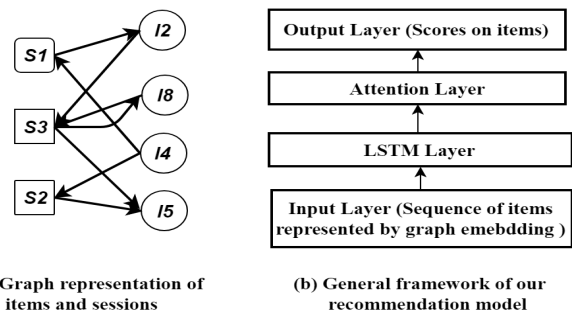 S1
S3
S2
I2
I8
I4
I5
Graph representation of
items and sessions
Output Layer (Scores on items)
Attention Layer
LSTM Layer
Input Layer (Sequence of items
represented by graph emebdding )
(b) General framework of our
recommendation model